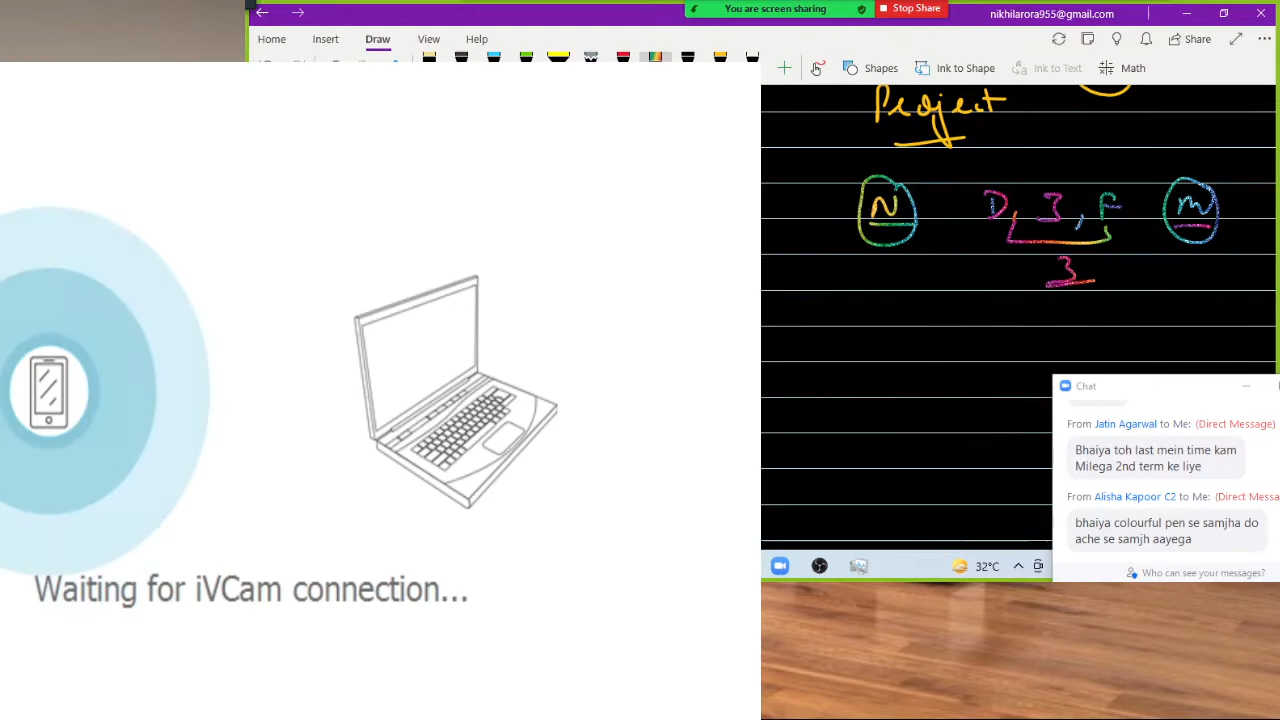 You are screen sharing
Stop Share
nikhilarora955@gmail.com
Home Insert Draw View Help
Share
Shapes Ink to Shape Ink to Text Math
Project
N D, J, F m
3
Chat
From Jatin Agarwal to Me: (Direct Message)
Bhaiya toh last mein time kam
Milega 2nd term ke liye
From Alisha Kapoor C2 to Me: (Direct Messa
bhaiya colourful pen se samjha do
ache se samjh ayega
Who can see your messages?
32°C
Waiting for iVCam connection...